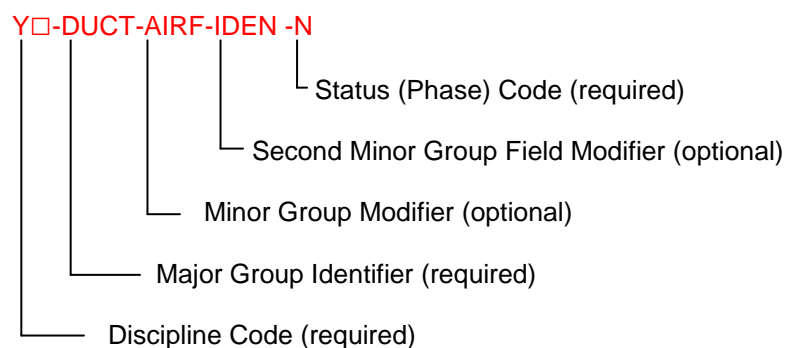 Y□-DUCT-AIRF-IDEN -N
Status (Phase) Code (required)
Second Minor Group Field Modifier (optional)
Minor Group Modifier (optional)
Major Group Identifier (required)
Discipline Code (required)